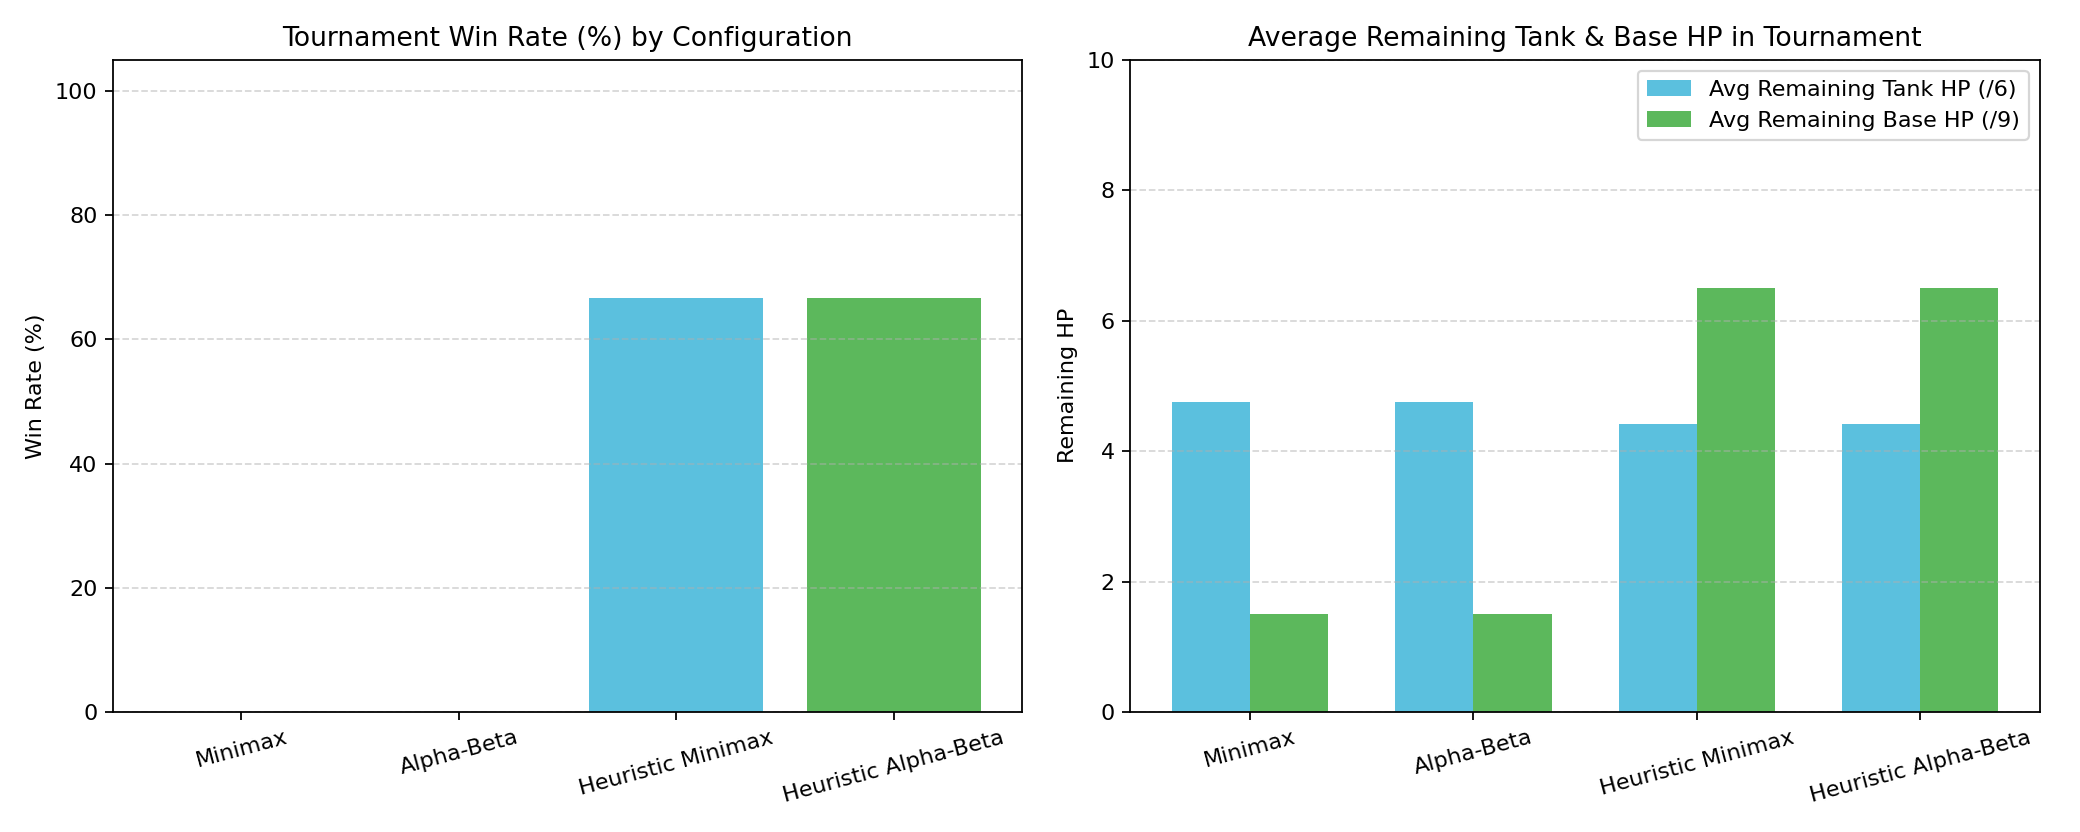 Tournament Win Rate (%) by Configuration
Win Rate (%)
100
80
60
40
20
0
Minimax
Alpha-Beta
Heuristic Minimax
Heuristic Alpha-Beta
Average Remaining Tank & Base HP in Tournament
Avg Remaining Tank HP (/6)
Avg Remaining Base HP (/9)
Remaining HP
10
8
6
4
2
0
Minimax
Alpha-Beta
Heuristic Minimax
Heuristic Alpha-Beta